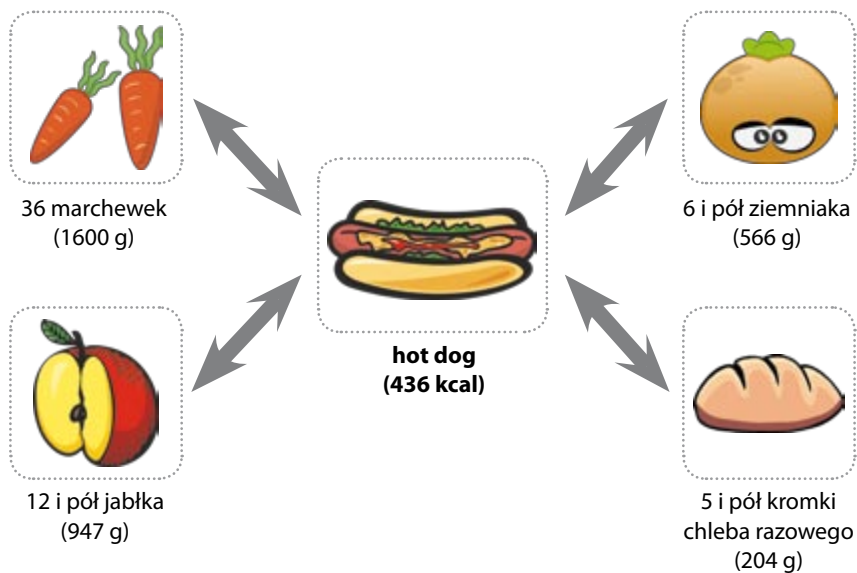 36 marchewek
(1600 g)
6 i pół ziemniaka
(566 g)
hot dog
(436 kcal)
12 i pół jabłka
(947 g)
5 i pół kromki
chleba razowego
(204 g)